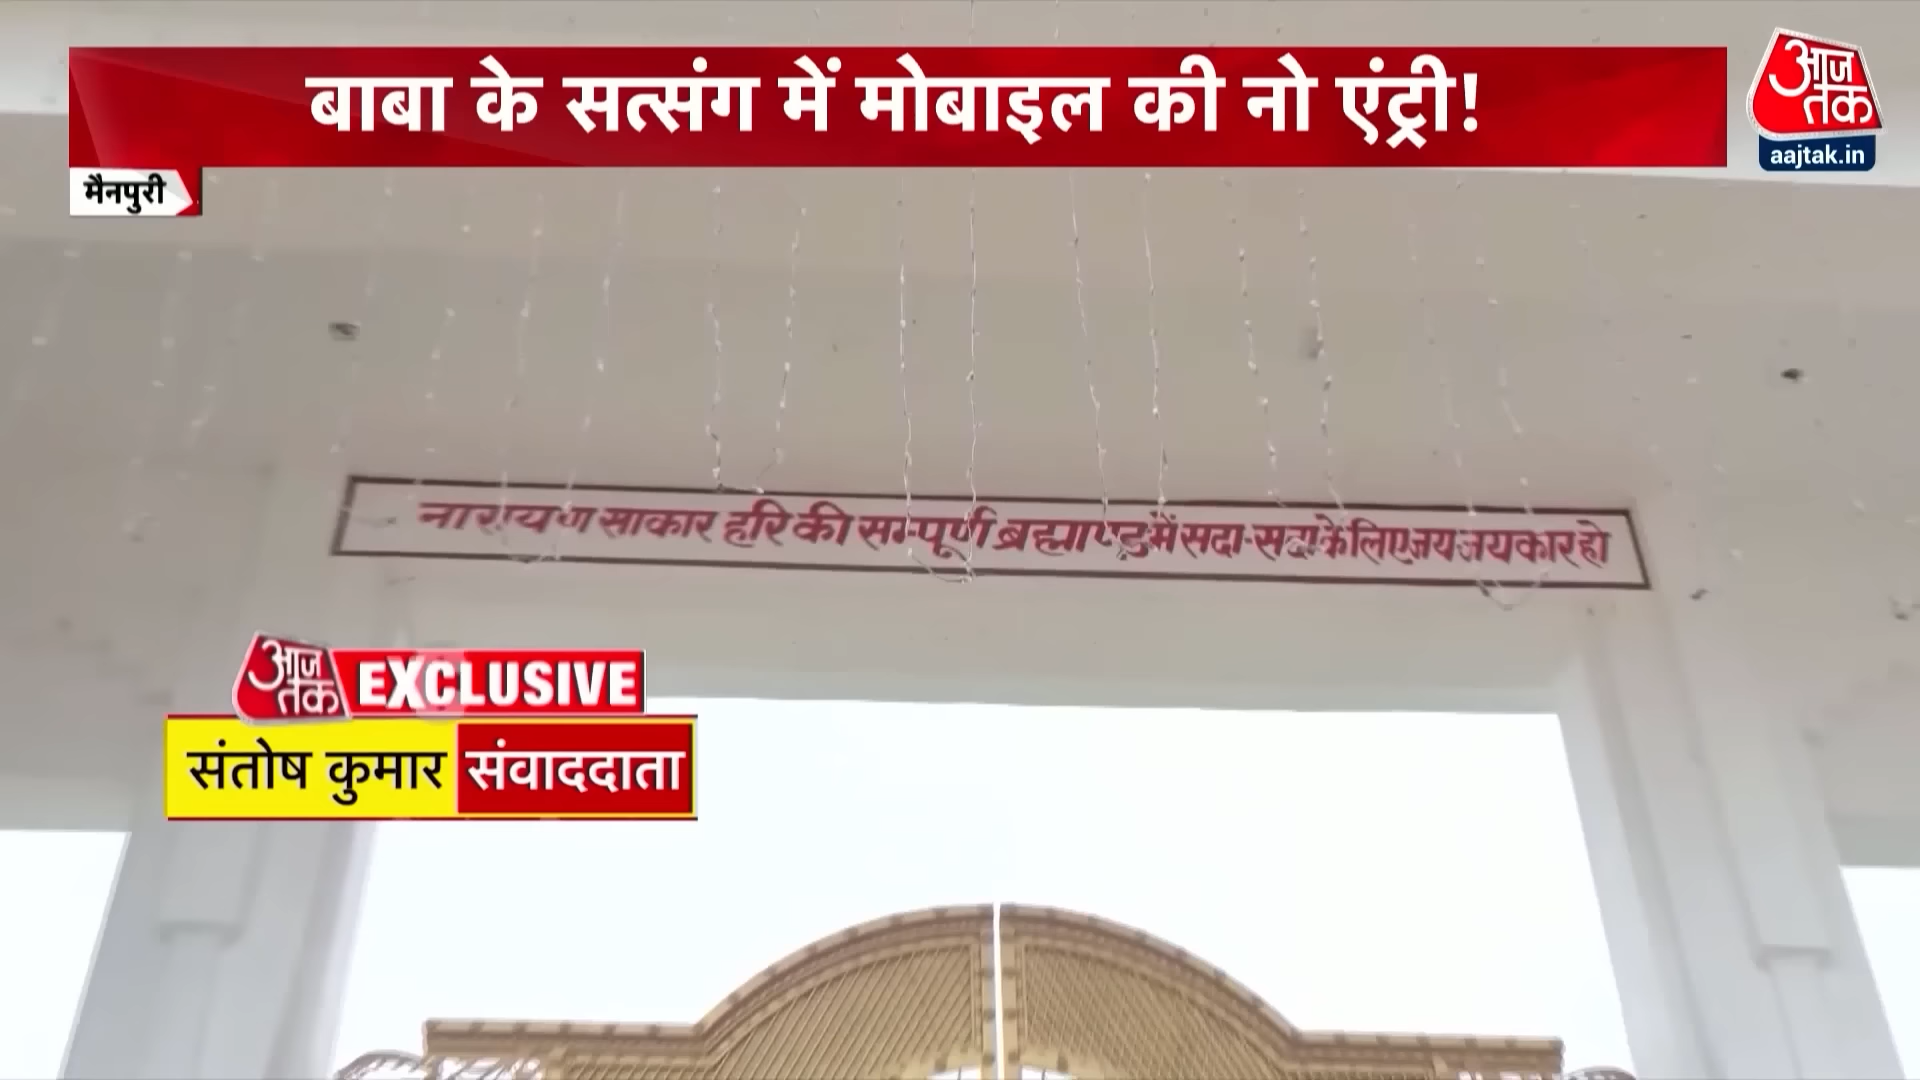 बाबा के सत्संग में मोबाइल की नो एंट्री!
आज
तक
aajtak.in
मैनपुरी
नारायण साकार हरि की सम्पूर्ण ब्रह्माण्ड में सदा-सदा के लिए जय जयकार हो
आज
तक
EXCLUSIVE
संतोष कुमार संवाददाता